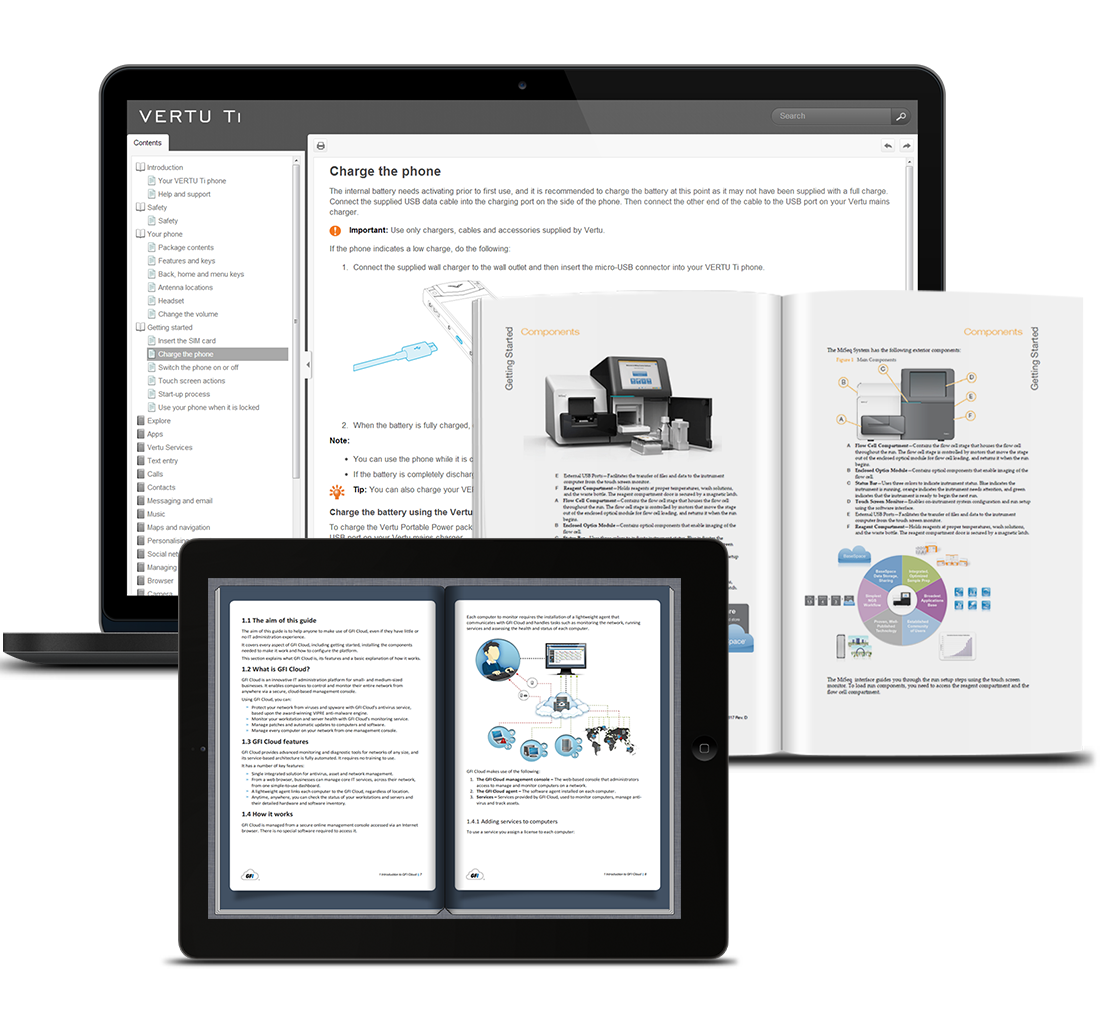 VERTU Ti
Search
Contents
Introduction
Your VERTU Ti phone
Help and support
Safety
Safety
Your phone
Package contents
Features and keys
Back, home and menu keys
Antenna locations
Headset
Change the volume
Getting started
Insert the SIM card
Charge the phone
Switch the phone on or off
Touch screen actions
Start-up process
Use your phone when it is locked
Explore
Apps
Vertu Services
Text entry
Calls
Contacts
Messaging and email
Music
Maps and navigation
Personalising
Social net
Managing
Browser
Camera
Charge the phone
The internal battery needs activating prior to first use, and it is recommended to charge the battery at this point as it may not have been supplied with a full charge.
Connect the supplied USB data cable into the charging port on the side of the phone. Then connect the other end of the cable to the USB port on your Vertu mains
charger.
Important: Use only chargers, cables and accessories supplied by Vertu.
If the phone indicates a low charge, do the following:
1. Connect the supplied wall charger to the wall outlet and then insert the micro-USB connector into your VERTU Ti phone.
2. When the battery is fully charged,
Note:
• You can use the phone while it is
• If the battery is completely dischar
Tip: You can also charge your VE
Charge the battery using the Vertu
To charge the Vertu Portable Power pack
USB port on your Vertu mains charger
Getting Started
Components
E External USB Ports—Facilitates the transfer of files and data to the instrument
computer from the touch screen monitor.
F Reagent Compartment—Holds reagents at proper temperatures, wash solutions,
and the waste bottle. The reagent compartment door is secured by a magnetic latch.
A Flow Cell Compartment—Contains the flow cell stage that houses the flow cell
throughout the run. The flow cell stage is controlled by motors that move the stage
out of the enclosed optical module for flow cell loading, and returns it when the run
begins.
B Enclosed Optics Module—Contains optical components that enable imaging of the
flow cell.
017 Rev. D
Components
Getting Started
The MiSeq System has the following exterior components:
Figure 1 Main Components
C
B
D
E
A
F
A Flow Cell Compartment—Contains the flow cell stage that houses the flow cell
throughout the run. The flow cell stage is controlled by motors that move the stage
out of the enclosed optical module for flow cell loading, and returns it when the run
begins.
B Enclosed Optics Module—Contains optical components that enable imaging of the
flow cell.
C Status Bar—Uses three colors to indicate instrument status. Blue indicates the
instrument is running, orange indicates the instrument needs attention, and green
indicates that the instrument is ready to begin the next run.
D Touch Screen Monitor—Enables on-instrument system configuration and run setup
using the software interface.
E External USB Ports—Facilitates the transfer of files and data to the instrument
computer from the touch screen monitor.
F Reagent Compartment—Holds reagents at proper temperatures, wash solutions,
and the waste bottle. The reagent compartment door is secured by a magnetic latch.
BaseSpace
The MiSeq interface guides you through the run setup steps using the touch screen
monitor. To load run components, you need to access the reagent compartment and the
flow cell compartment.
1.1 The aim of this guide
The aim of this guide is to help anyone to make use of GFI Cloud, even if they have little or
no IT administration experience.
It covers every aspect of GFI Cloud, including getting started, installing the components
needed to make it work and how to configure the platform.
This section explains what GFI Cloud is, its features and a basic explanation of how it works.
1.2 What is GFI Cloud?
GFI Cloud is an innovative IT administration platform for small- and medium-sized
businesses. It enables companies to control and monitor their entire network from
anywhere via a secure, cloud-based management console.
Using GFI Cloud, you can:
Protect your network from viruses and spyware with GFI Cloud's antivirus service,
based upon the award-winning VIPRE anti-malware engine.
Monitor your workstation and server health with GFI Cloud's monitoring service.
Manage patches and automatic updates to computers and software.
Manage every computer on your network from one management console.
1.3 GFI Cloud features
GFI Cloud provides advanced monitoring and diagnostic tools for networks of any size, and
its service-based architecture is fully automated. It requires no training to use.
It has a number of key features:
Single integrated solution for antivirus, asset and network management.
From a web browser, businesses can manage core IT services, across their network,
from one simple-to-use dashboard.
A lightweight agent links each computer to the GFI Cloud, regardless of location.
Anytime, anywhere, you can check the status of your workstations and servers and
their detailed hardware and software inventory.
1.4 How it works
GFI Cloud is managed from a secure online management console accessed via an Internet
browser. There is no special software required to access it.
GFI
1 Introduction to GFI Cloud | 7
Each computer to monitor requires the installation of a lightweight agent that
communicates with GFI Cloud and handles tasks such as monitoring the network, running
services and assessing the health and status of each computer.
GFI Cloud makes use of the following:
1. The GFI Cloud management console – The web-based console that administrators
access to manage and monitor computers on a network.
2. The GFI Cloud agent – The software agent installed on each computer.
3. Services – Services provided by GFI Cloud, used to monitor computers, manage anti-
virus and track assets.
1.4.1 Adding services to computers
To use a service you assign a license to each computer:
GFI
1 Introduction to GFI Cloud | 8